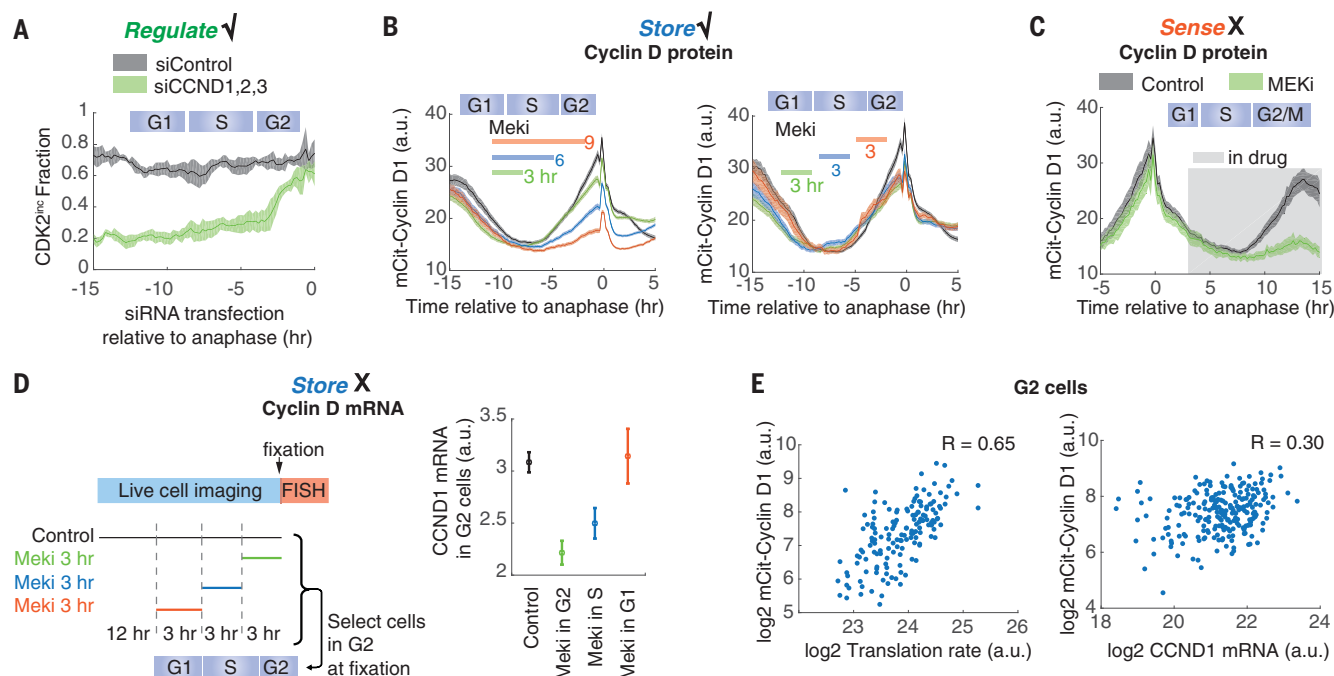 A
Regulate √
siControl
siCCND1,2,3
G1 S G2
CDK2inc Fraction
1
0.8
0.6
0.4
0.2
0
-15 -10 -5 0
siRNA transfection
relative to anaphase (hr)
B
Store √
Cyclin D protein
G1 S G2
Meki
9
6
3 hr
mCit-Cyclin D1 (a.u.)
40
30
20
10
-15 -10 -5 0 5
Time relative to anaphase (hr)
G1 S G2
Meki
3
3
3 hr
mCit-Cyclin D1 (a.u.)
40
30
20
10
-15 -10 -5 0 5
Time relative to anaphase (hr)
C
Sense X
Cyclin D protein
Control MEKi
G1 S G2/M
in drug
mCit-Cyclin D1 (a.u.)
40
30
20
10
-5 0 5 10 15
Time relative to anaphase (hr)
D
Store X
Cyclin D mRNA
fixation
Live cell imaging FISH
Control
Meki 3 hr
Meki 3 hr
Meki 3 hr
12 hr 3 hr 3 hr 3 hr
G1 S G2
Select cells
in G2
at fixation
CCND1 mRNA
in G2 cells (a.u.)
3.5
3
2.5
2
Control
Meki in G2
Meki in S
Meki in G1
E
G2 cells
R = 0.65
log2 mCit-Cyclin D1 (a.u.)
10
9
8
7
6
5
23 24 25 26
log2 Translation rate (a.u.)
R = 0.30
log2 mCit-Cyclin D1 (a.u.)
10
8
6
4
18 20 22 24
log2 CCND1 mRNA (a.u.)